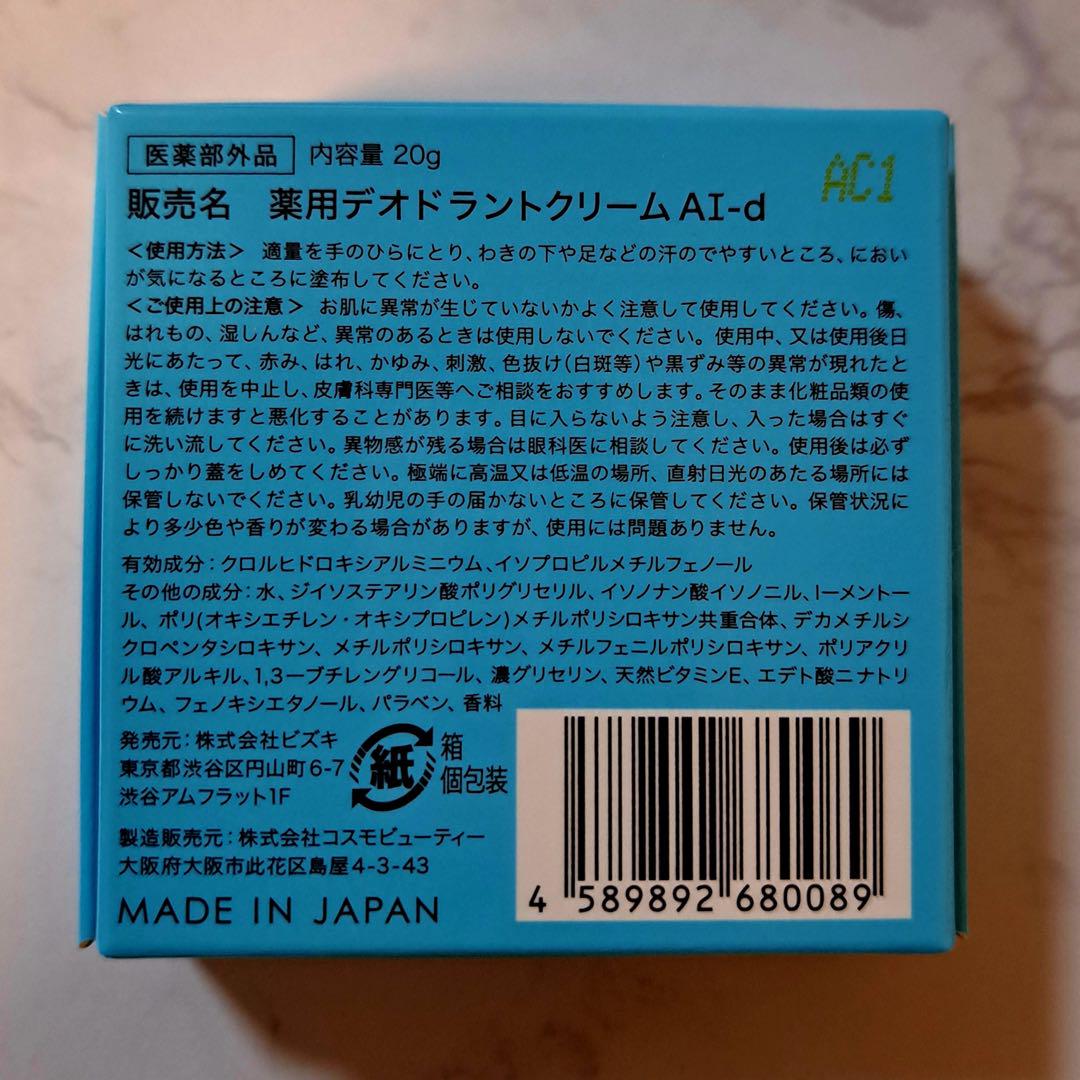 医薬部外品 内容量 20g
AC1
販売名 薬用デオドラントクリームAI-d
<使用方法> 適量を手のひらにとり、わきの下や足などの汗のでやすいところ、におい
が気になるところに塗布してください。
<ご使用上の注意> お肌に異常が生じていないかよく注意して使用してください。傷、
はれもの、湿しんなど、異常のあるときは使用しないでください。使用中、又は使用後日
光にあたって、赤み、はれ、かゆみ、刺激、色抜け(白斑等)や黒ずみ等の異常が現れたと
きは、使用を中止し、皮膚科専門医等へご相談をおすすめします。そのまま化粧品類の使
用を続けますと悪化することがあります。目に入らないよう注意し、入った場合はすぐ
に洗い流してください。異物感が残る場合は眼科医に相談してください。使用後は必ず
しっかり蓋をしめてください。極端に高温又は低温の場所、直射日光のあたる場所には
保管しないでください。乳幼児の手の届かないところに保管してください。保管状況に
より多少色や香りが変わる場合がありますが、使用には問題ありません。
有効成分:クロルヒドロキシアルミニウム、イソプロピルメチルフェノール
その他の成分:水、ジイソステアリン酸ポリグリセリル、イソノナン酸イソノニル、l-メントー
ル、ポリ(オキシエチレン・オキシプロピレン)メチルポリシロキサン共重合体、デカメチルシ
クロペンタシロキサン、メチルポリシロキサン、メチルフェニルポリシロキサン、ポリアクリ
ル酸アルキル、1,3-ブチレングリコール、濃グリセリン、天然ビタミンE、エデト酸二ナトリ
ウム、フェノキシエタノール、パラベン、香料
発売元:株式会社ビズキ
東京都渋谷区円山町6-7
渋谷アムフラット1F
紙
箱
個包装
製造販売元:株式会社コスモビューティー
大阪府大阪市此花区島屋4-3-43
MADE IN JAPAN
4 589892 680089